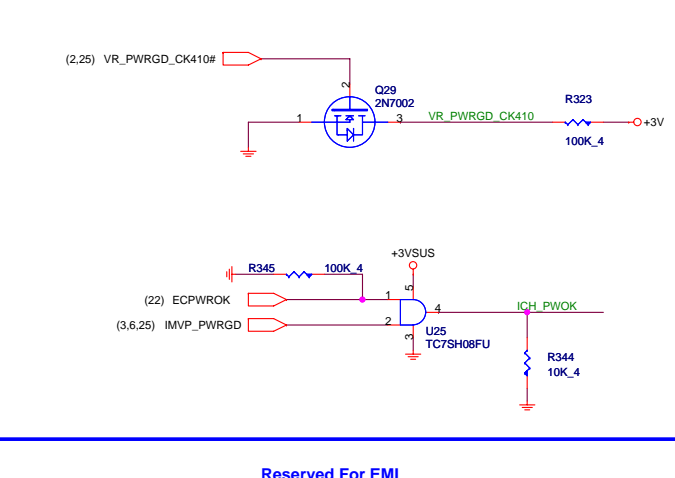 (2,25) VR_PWRGD_CK410#
2
Q29
2N7002
1
3
VR_PWRGD_CK410
R323
100K_4
+3V
+3VSUS
R345
100K_4
5
(22) ECPWROK
1
4
ICH_PWOK
(3,6,25) IMVP_PWRGD
2
3
U25
TC7SH08FU
R344
10K_4
Reserved For EMI